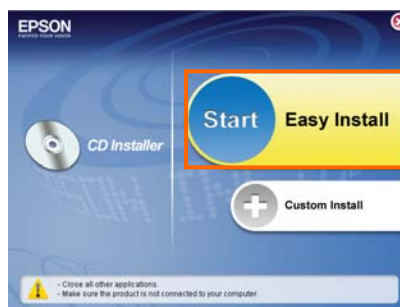 EPSON
EXCEED YOUR VISION
Start
Easy Install
CD Installer
Custom Install
- Close all other applications.
- Make sure the product is not connected to your computer.